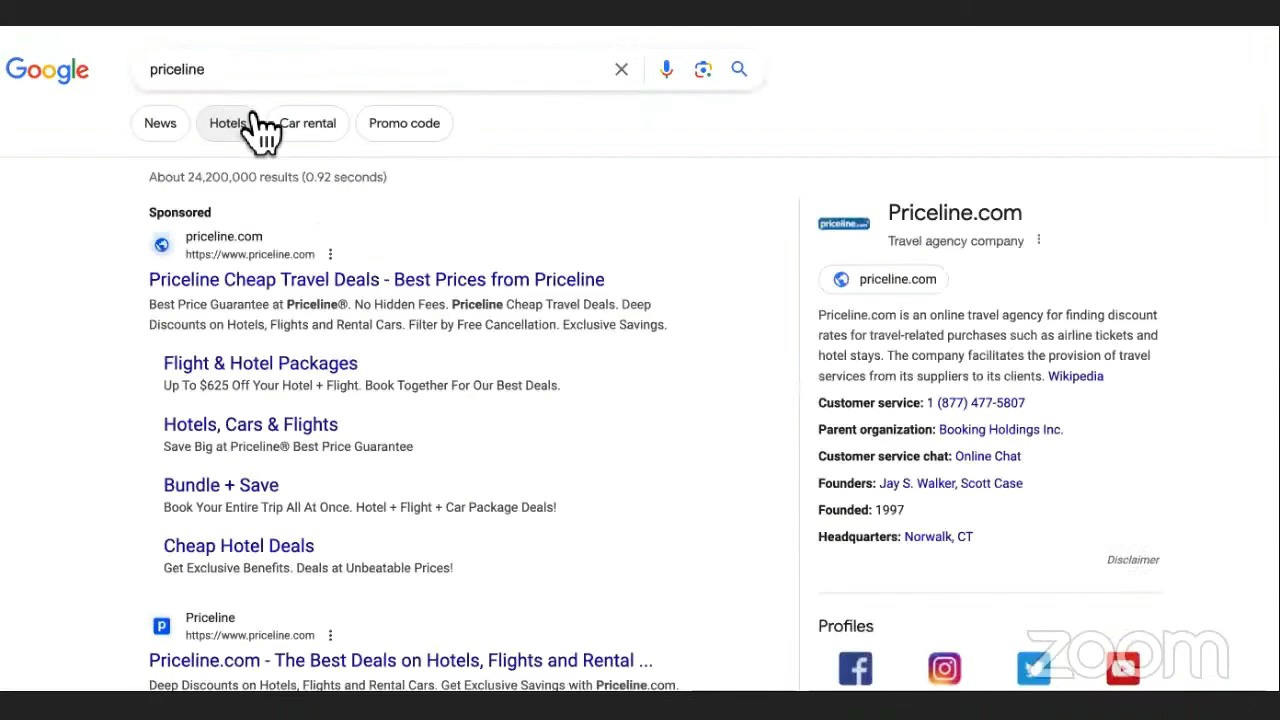 Google
priceline
News
Hotels
Car rental
Promo code
About 24,200,000 results (0.92 seconds)
Sponsored
priceline.com
https://www.priceline.com
Priceline Cheap Travel Deals - Best Prices from Priceline
Best Price Guarantee at Priceline®. No Hidden Fees. Priceline Cheap Travel Deals. Deep
Discounts on Hotels, Flights and Rental Cars. Filter by Free Cancellation. Exclusive Savings.
Flight & Hotel Packages
Up To $625 Off Your Hotel + Flight. Book Together For Our Best Deals.
Hotels, Cars & Flights
Save Big at Priceline® Best Price Guarantee
Bundle + Save
Book Your Entire Trip All At Once. Hotel + Flight + Car Package Deals!
Cheap Hotel Deals
Get Exclusive Benefits. Deals at Unbeatable Prices!
Priceline
https://www.priceline.com
Priceline.com - The Best Deals on Hotels, Flights and Rental ...
Deep Discounts on Hotels, Flights and Rental Cars. Get Exclusive Savings with Priceline.com.
priceline.com
Priceline.com
Travel agency company
priceline.com
Priceline.com is an online travel agency for finding discount
rates for travel-related purchases such as airline tickets and
hotel stays. The company facilitates the provision of travel
services from its suppliers to its clients. Wikipedia
Customer service: 1 (877) 477-5807
Parent organization: Booking Holdings Inc.
Customer service chat: Online Chat
Founders: Jay S. Walker, Scott Case
Founded: 1997
Headquarters: Norwalk, CT
Disclaimer
Profiles
zoom